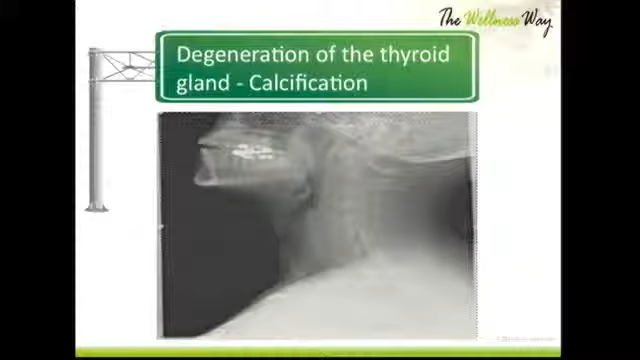 The Wellness Way
Degeneration of the thyroid
gland - Calcification